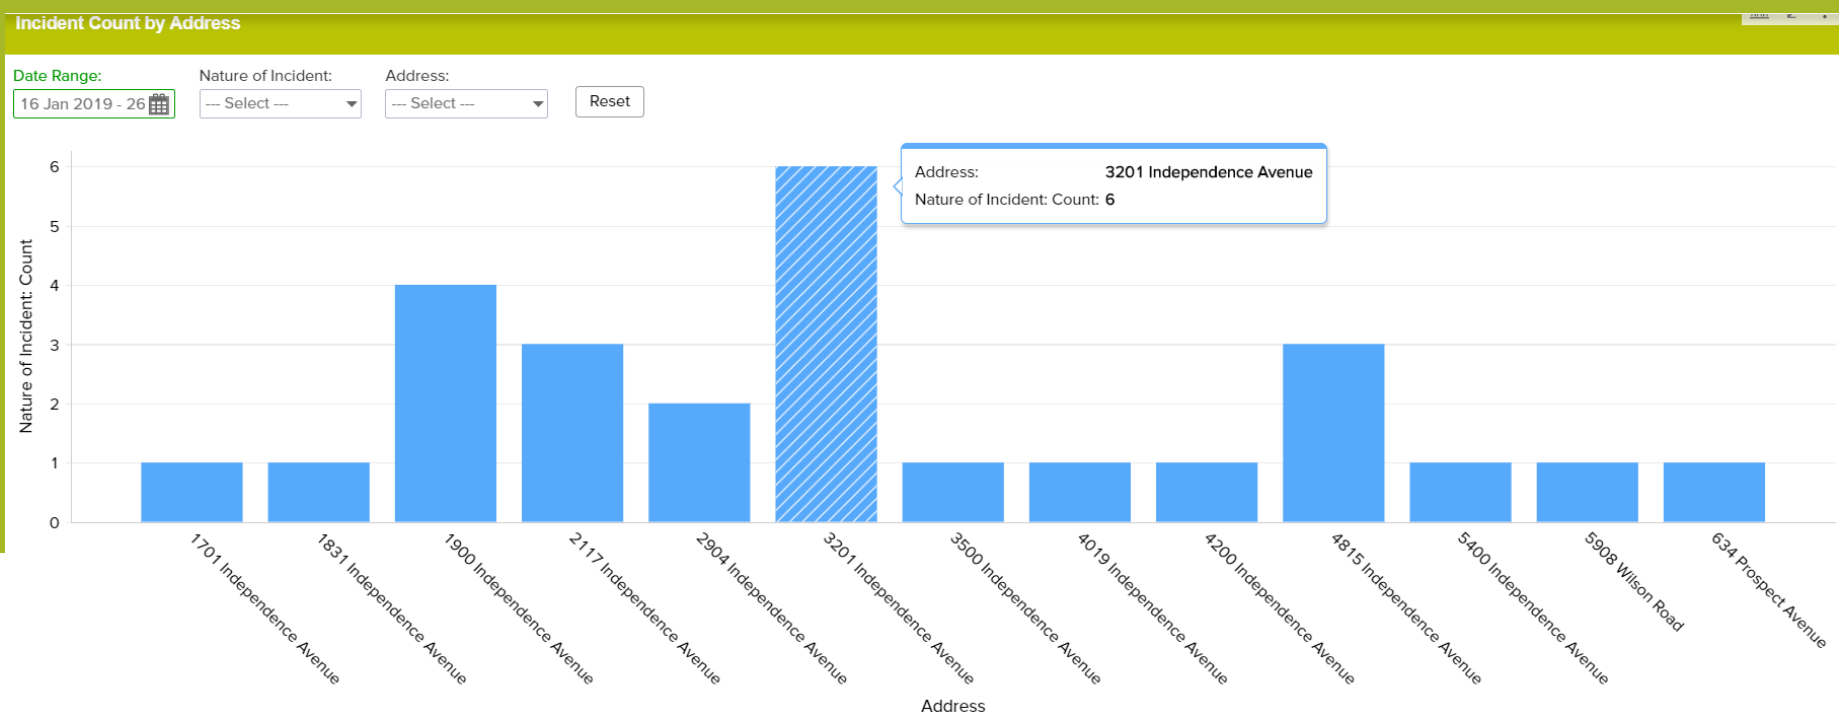 Incident Count by Address
Date Range: Nature of Incident: Address:
16 Jan 2019 - 26 --- Select --- --- Select --- Reset
Address: 3201 Independence Avenue
Nature of Incident: Count: 6
Nature of Incident: Count
6
5
4
3
2
1
0
1701 Independence Avenue
1831 Independence Avenue
1900 Independence Avenue
2117 Independence Avenue
2904 Independence Avenue
3201 Independence Avenue
3500 Independence Avenue
4019 Independence Avenue
4200 Independence Avenue
4815 Independence Avenue
5400 Independence Avenue
5908 Wilson Road
634 Prospect Avenue
Address